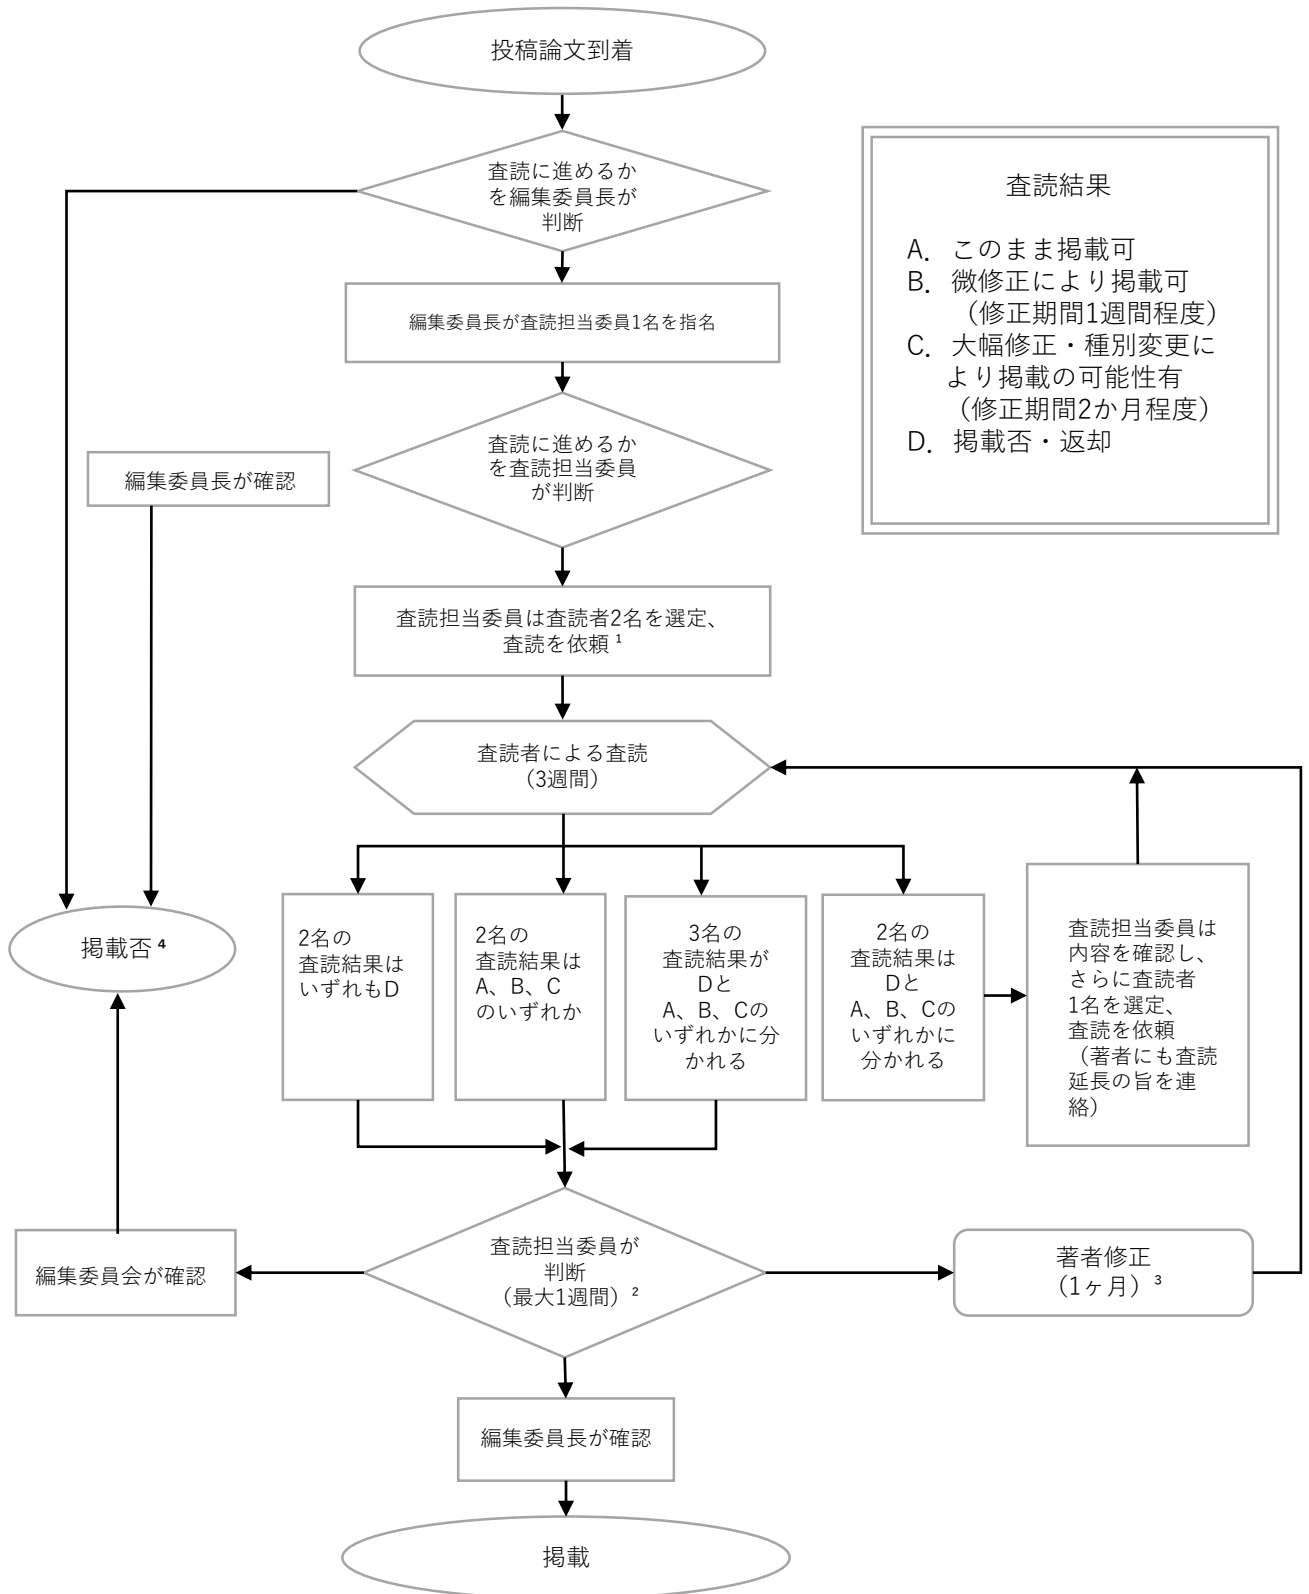 投稿論文到着
査読に進めるか
を編集委員長が
判断
査読結果
A. このまま掲載可
B. 微修正により掲載可
（修正期間1週間程度）
C. 大幅修正・種別変更に
より掲載の可能性有
（修正期間2か月程度）
D. 掲載否・返却
編集委員長が査読担当委員1名を指名
査読に進めるか
を査読担当委員
が判断
編集委員長が確認
査読担当委員は査読者2名を選定、
査読を依頼 ¹
査読者による査読
（3週間）
掲載否 ⁴
2名の
査読結果は
いずれもD
2名の
査読結果は
A、B、C
のいずれか
3名の
査読結果が
Dと
A、B、Cの
いずれかに分
かれる
2名の
査読結果は
Dと
A、B、Cの
いずれかに
分かれる
査読担当委員は
内容を確認し、
さらに査読者
1名を選定、
査読を依頼
（著者にも査読
延長の旨を連
絡）
編集委員会が確認
査読担当委員が
判断
（最大1週間）²
著者修正
（1ヶ月）³
編集委員長が確認
掲載